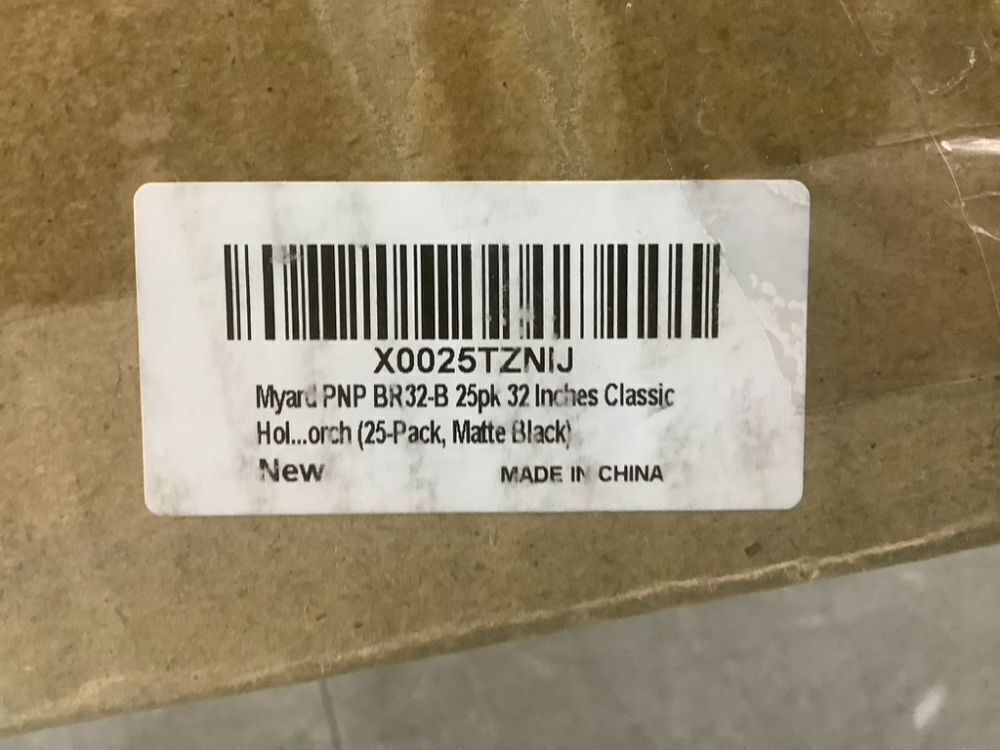 X0025TZNIJ
Myard PNP BR32-B 25pk 32 Inches Classic
Hol...orch (25-Pack, Matte Black)
New MADE IN CHINA